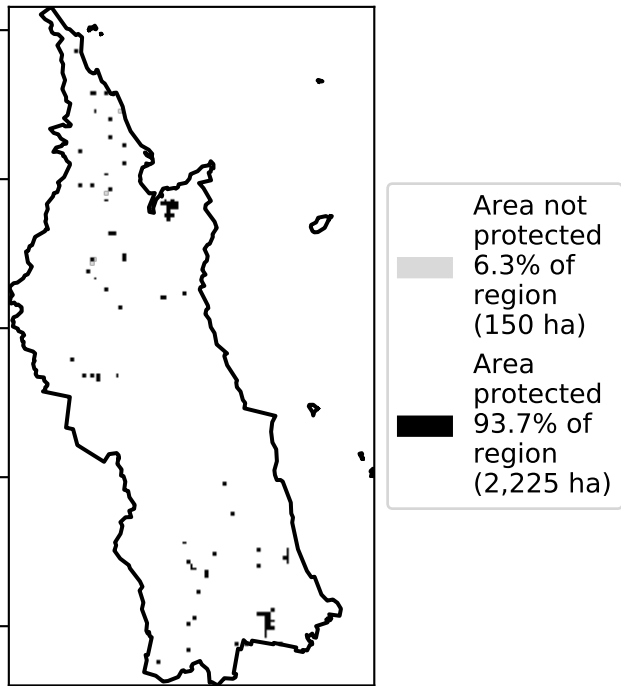 Area not
protected
6.3% of
region
(150 ha)
Area
protected
93.7% of
region
(2,225 ha)